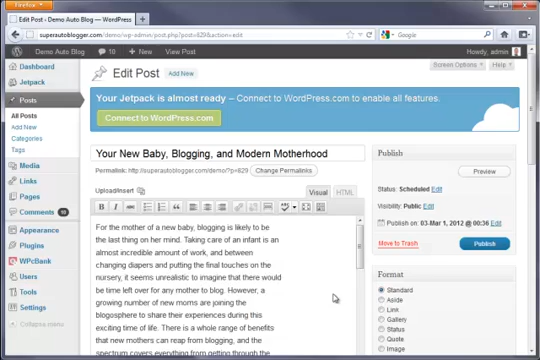 Firefox
Edit Post ‹ Demo Auto Blog — WordPress
superautoblogger.com/demo/wp-admin/post.php?post=829&action=edit
Google
Demo Auto Blog 10 + New View Post Howdy, admin
Screen Options Help
Dashboard
Jetpack
Posts
All Posts
Add New
Categories
Tags
Media
Links
Pages
Comments
Appearance
Plugins
WPcBank
Users
Tools
Settings
Collapse menu
Edit Post Add New
Your Jetpack is almost ready – Connect to WordPress.com to enable all features.
Connect to WordPress.com
Your New Baby, Blogging, and Modern Motherhood
Permalink: http://superautoblogger.com/demo/?p=829 Change Permalinks
Upload/Insert Visual HTML
For the mother of a new baby, blogging is likely to be
the last thing on her mind. Taking care of an infant is an
almost incredible amount of work, and between
changing diapers and putting the final touches on the
nursery, it seems unrealistic to imagine that there would
be time left over for any mother to blog. However, a
growing number of new moms are joining the
blogosphere to share their experiences during this
exciting time of life. There is a whole range of benefits
that new mothers can reap from blogging, and the
spectrum covers everything from getting through the
Publish
Preview
Status: Scheduled Edit
Visibility: Public Edit
Publish on: 03-Mar 1, 2012 @ 00:36 Edit
Move to Trash Publish
Format
Standard
Aside
Link
Gallery
Status
Quote
Image